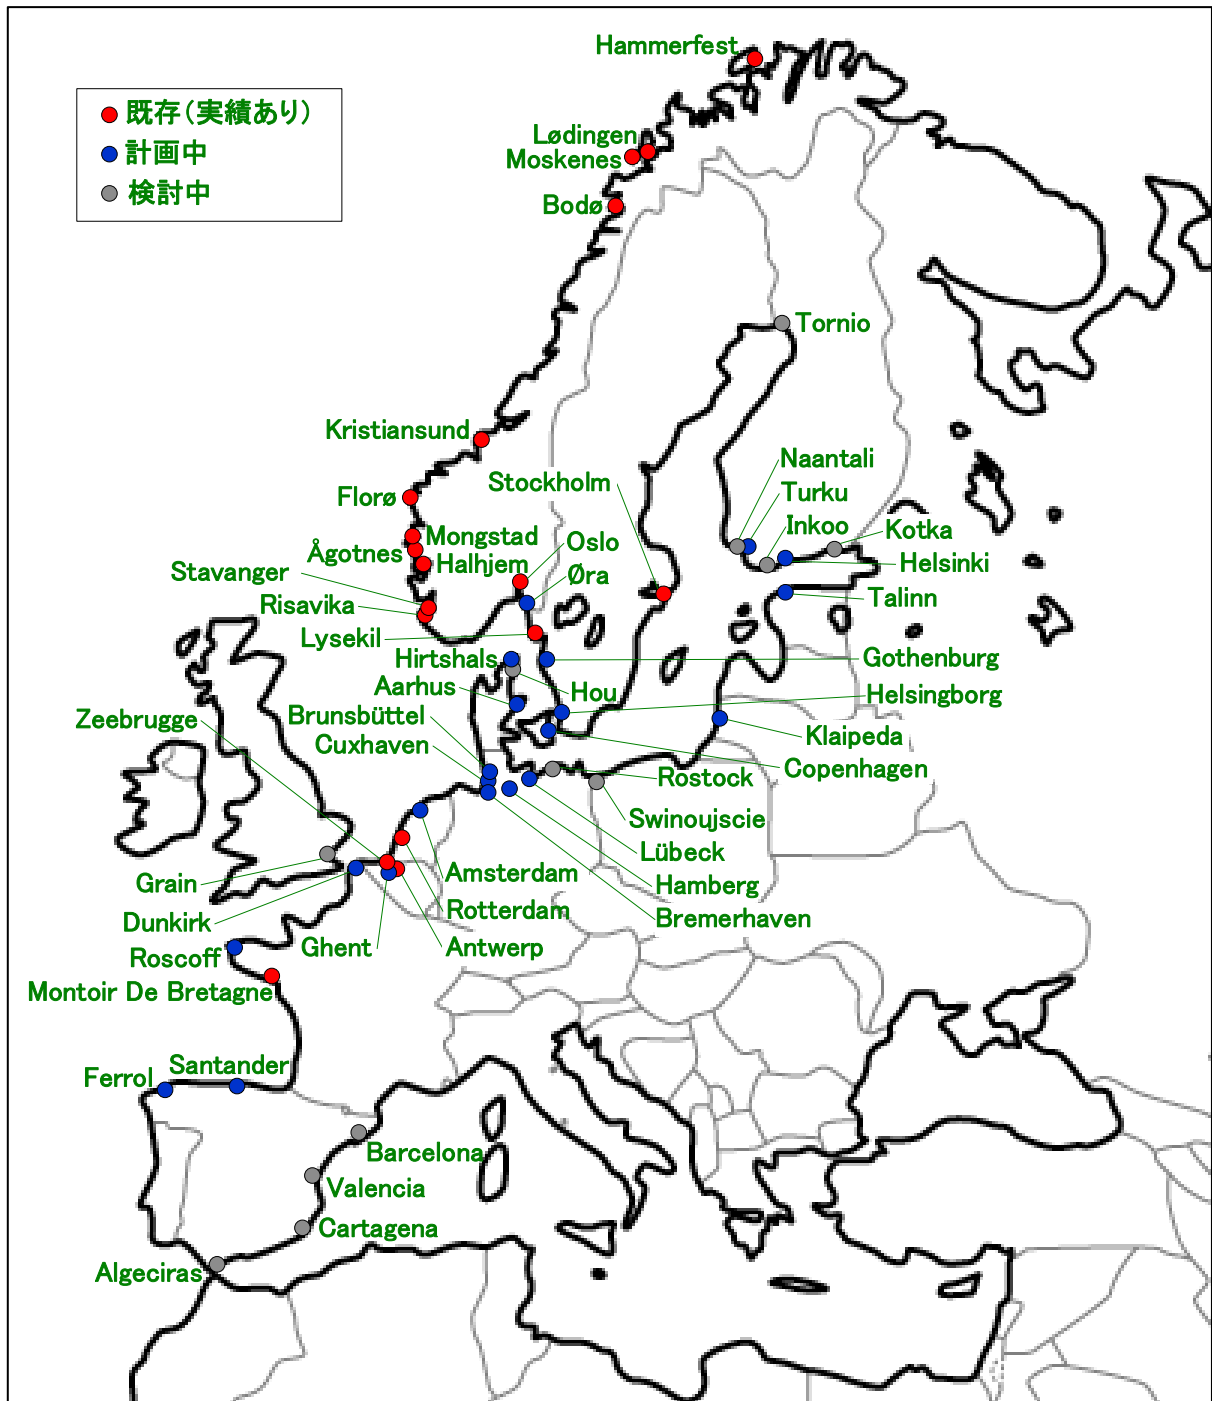 Hammerfest
既存(実績あり)
計画中
検討中
Lødingen
Moskenes
Bodø
Tornio
Kristiansund
Naantali
Stockholm
Turku
Florø
Inkoo
Kotka
Mongstad
Oslo
Ågotnes
Halhjem
Helsinki
Stavanger
Øra
Risavika
Talinn
Lysekil
Hirtshals
Gothenburg
Aarhus
Hou
Helsingborg
Zeebrugge
Brunsbüttel
Klaipeda
Cuxhaven
Copenhagen
Rostock
Swinoujscie
Lübeck
Grain
Amsterdam
Hamberg
Rotterdam
Bremerhaven
Dunkirk
Ghent
Antwerp
Roscoff
Montoir De Bretagne
Santander
Ferrol
Barcelona
Valencia
Cartagena
Algeciras